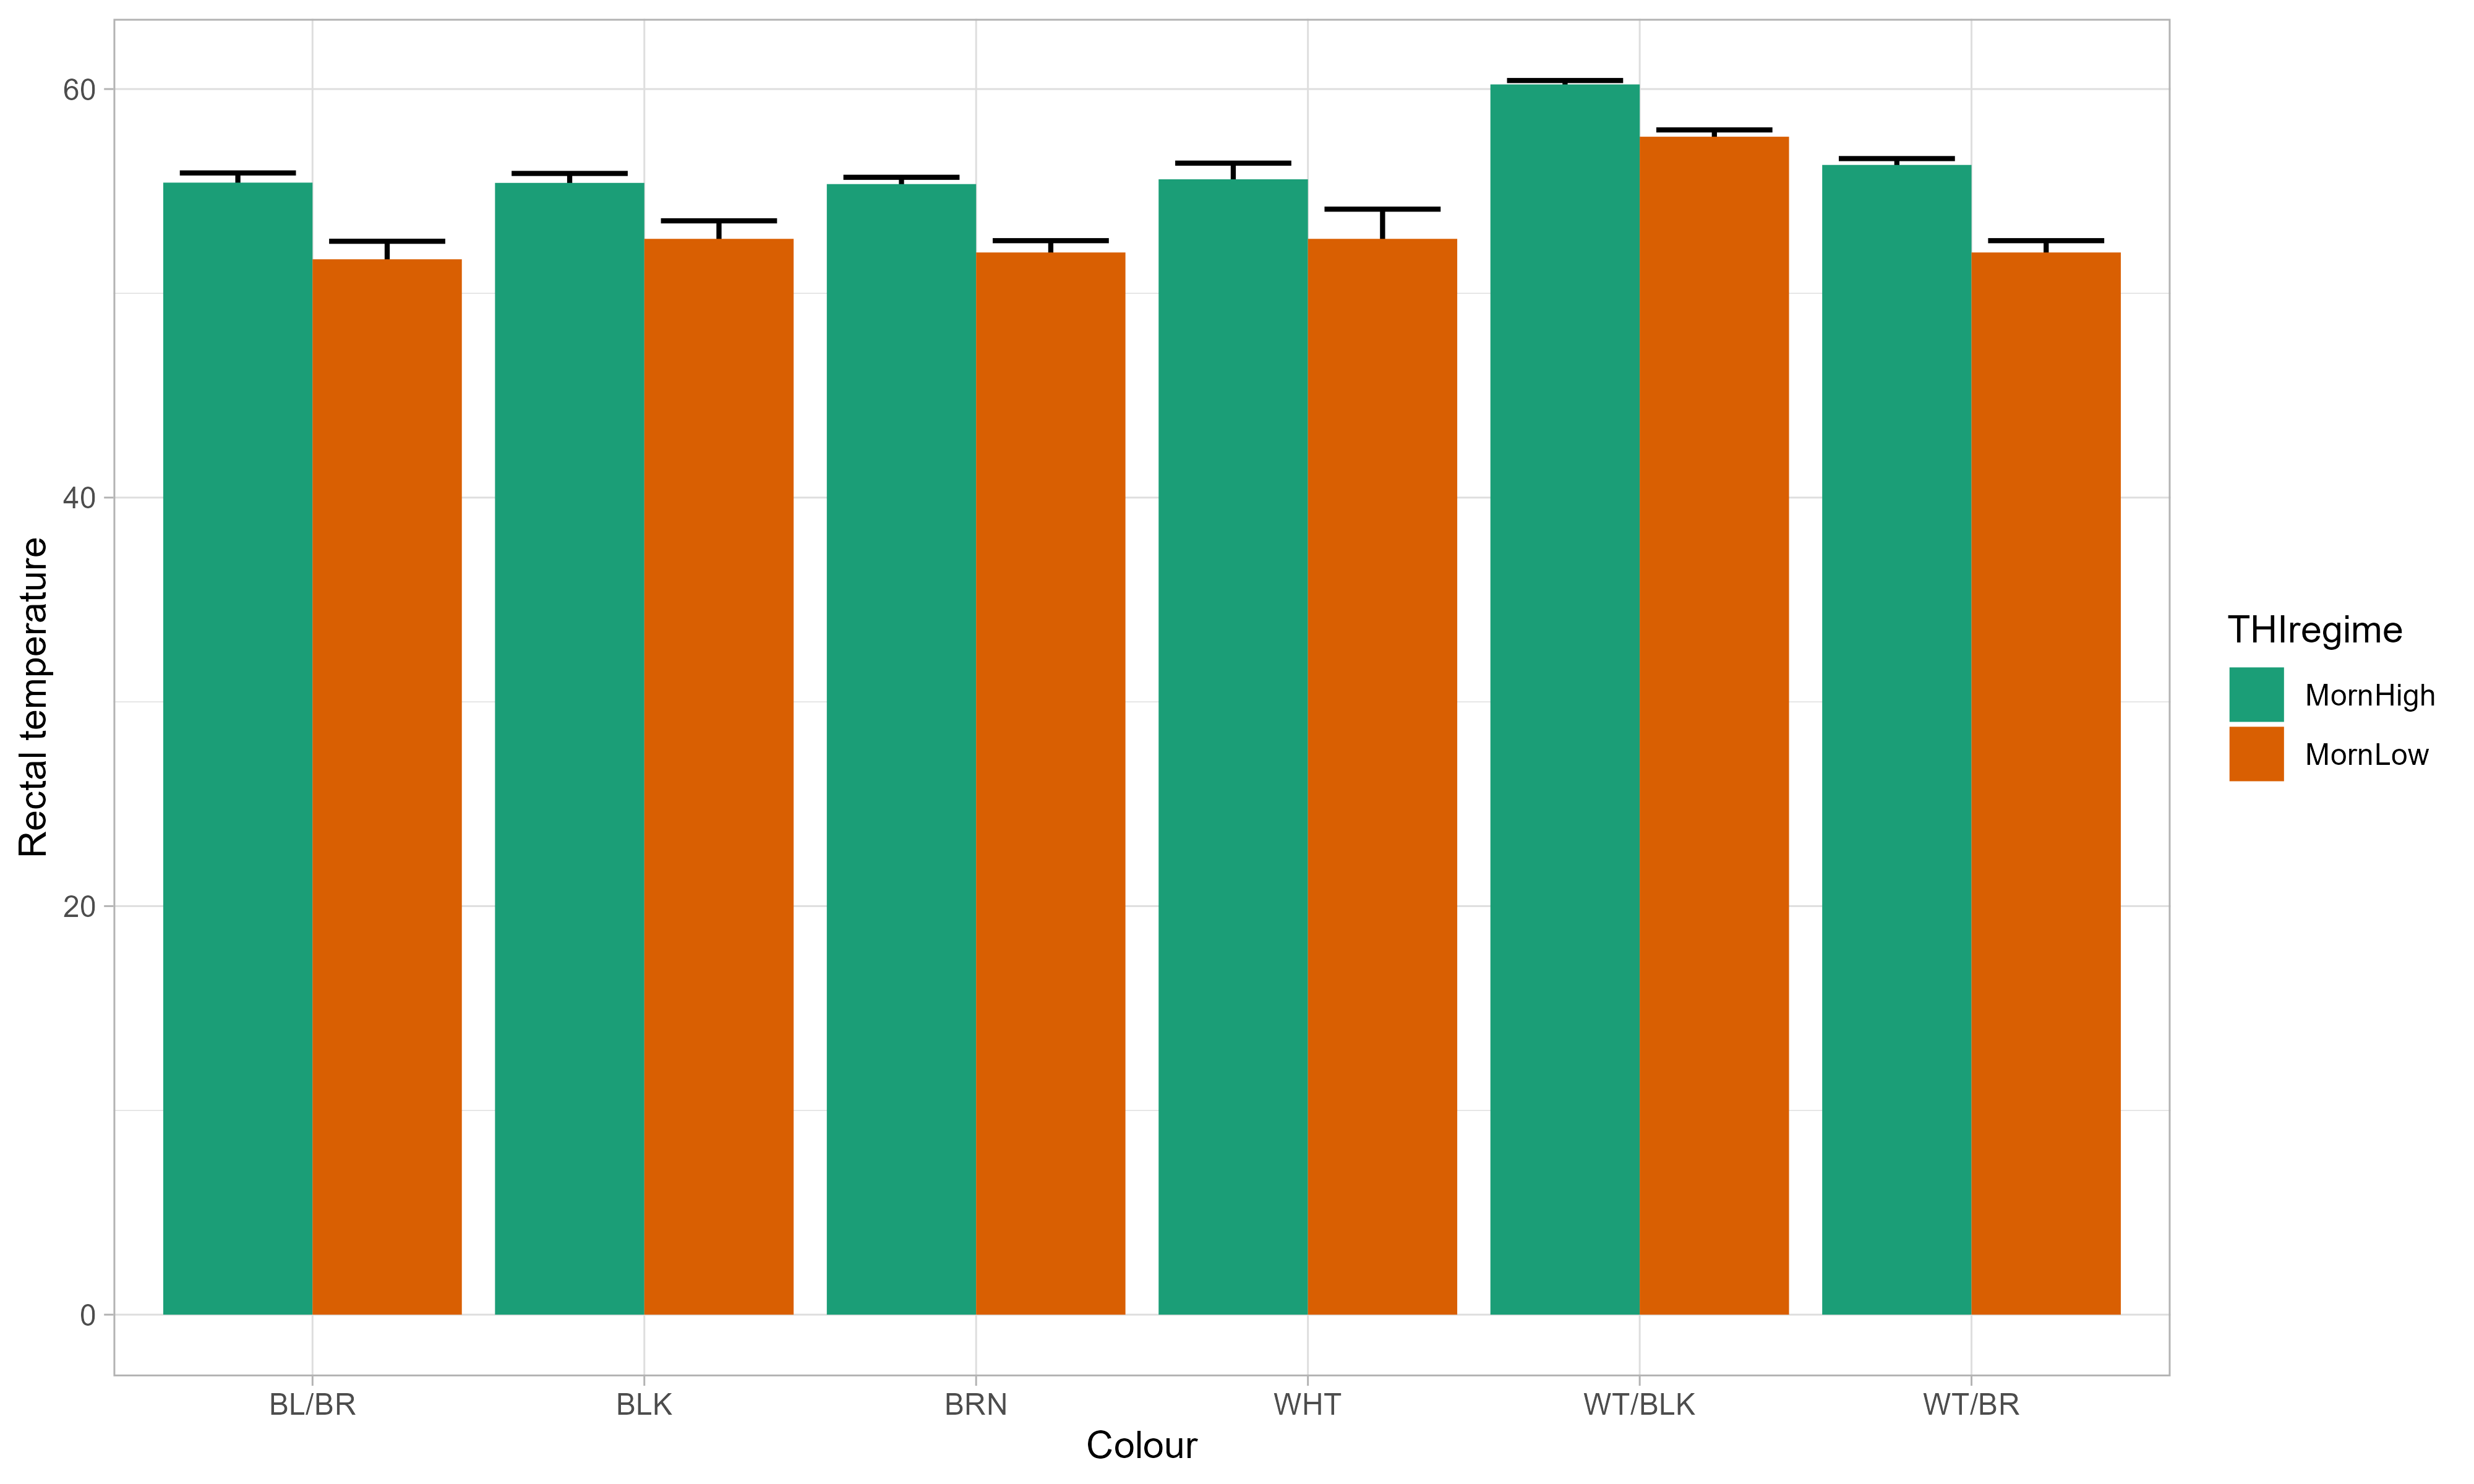 60
40
20
0
Rectal temperature
BL/BR BLK BRN WHT WT/BLK WT/BR
Colour
THIregime
MornHigh
MornLow